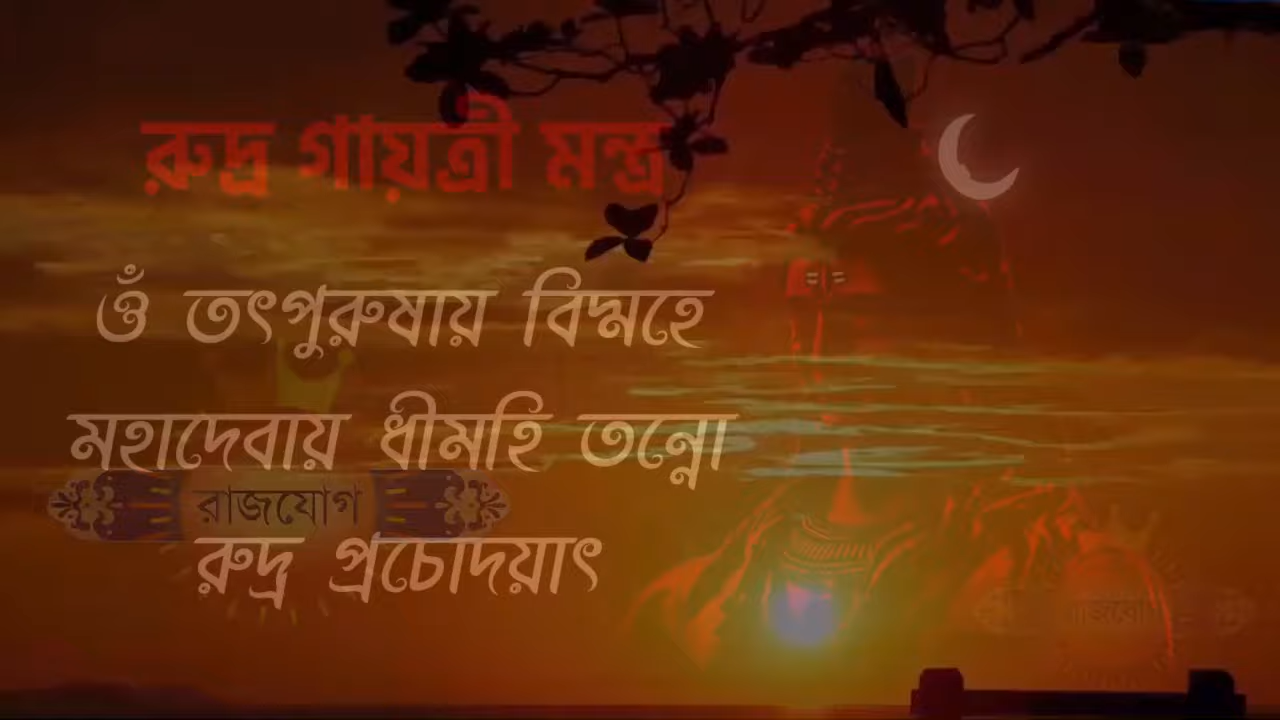 রুদ্র গায়ত্রী মন্ত্র
ওঁ তৎপুরুষায় বিদ্মহে
মহাদেবায় ধীমহি তন্নো
রাজযোগ
রুদ্র প্রচোদয়াৎ